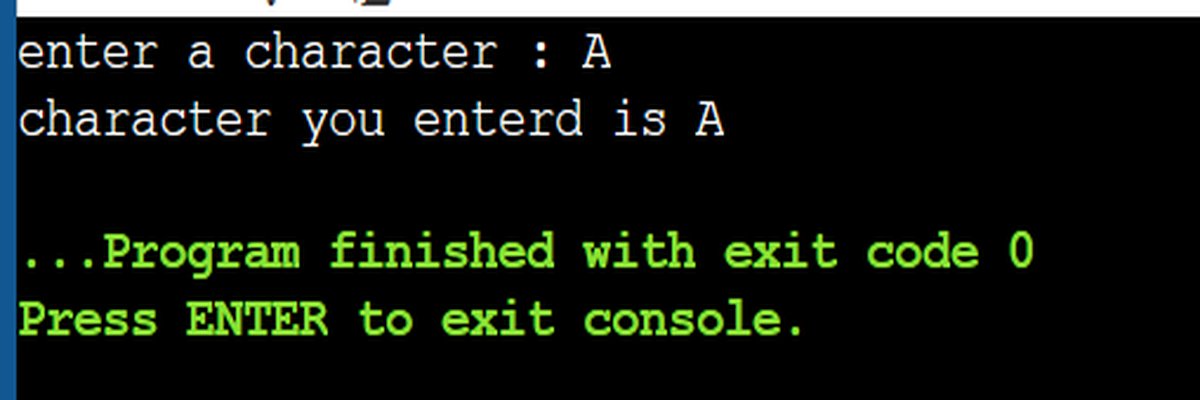 enter a character : A
character you enterd is A
...Program finished with exit code 0
Press ENTER to exit console.